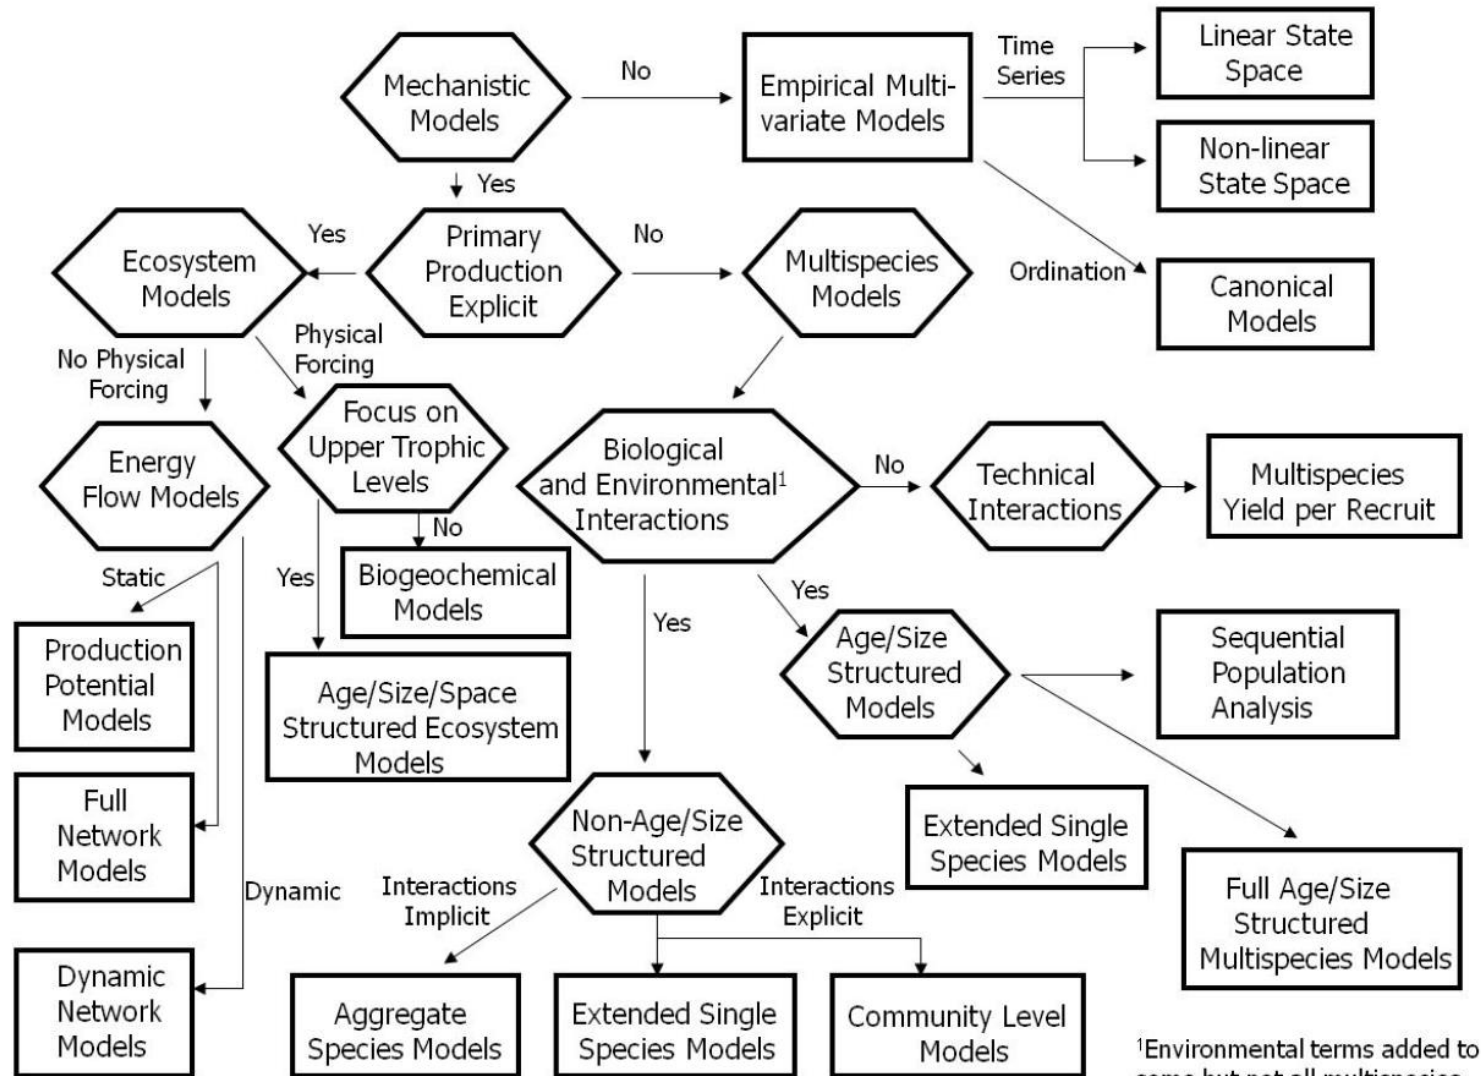 Mechanistic
Models
No
Empirical Multi-
variate Models
Time
Series
Linear State
Space
Non-linear
State Space
Ordination
Canonical
Models
Yes
Primary
Production
Explicit
Yes
Ecosystem
Models
No
Multispecies
Models
No Physical
Forcing
Physical
Forcing
Energy
Flow Models
Focus on
Upper Trophic
Levels
Biological
and Environmental¹
Interactions
No
Technical
Interactions
Multispecies
Yield per Recruit
Static
Yes
No
Biogeochemical
Models
Yes
Yes
Production
Potential
Models
Age/Size/Space
Structured Ecosystem
Models
Age/Size
Structured
Models
Sequential
Population
Analysis
Full
Network
Models
Non-Age/Size
Structured
Models
Extended Single
Species Models
Full Age/Size
Structured
Multispecies Models
Dynamic
Interactions
Implicit
Interactions
Explicit
Dynamic
Network
Models
Aggregate
Species Models
Extended Single
Species Models
Community Level
Models
¹Environmental terms added to
some but not all multispecies